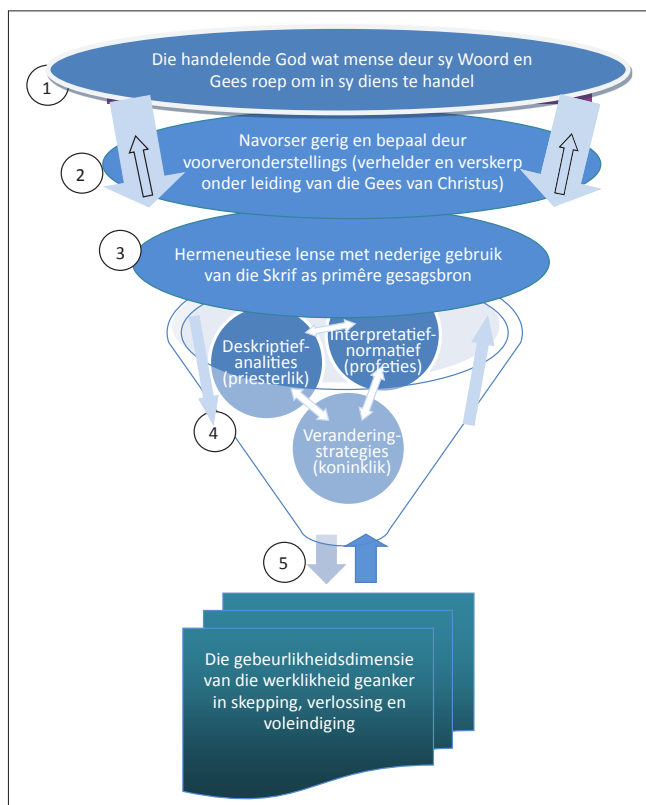 1
Die handelende God wat mense deur sy Woord en
Gees roep om in sy diens te handel
2
Navorser gerig en bepaal deur
voorveronderstellings (verhelder en verskerp
onder leiding van die Gees van Christus)
3
Hermeneutiese lense met nederige gebruik
van die Skrif as primêre gesagsbron
Deskriptief-
analities
(priesterlik)
Interpretatief-
normatief
(profeties)
4
Verandering-
strategies
(koninklik)
5
Die gebeurlikheidsdimensie
van die werklikheid geanker
in skepping, verlossing en
voleindiging